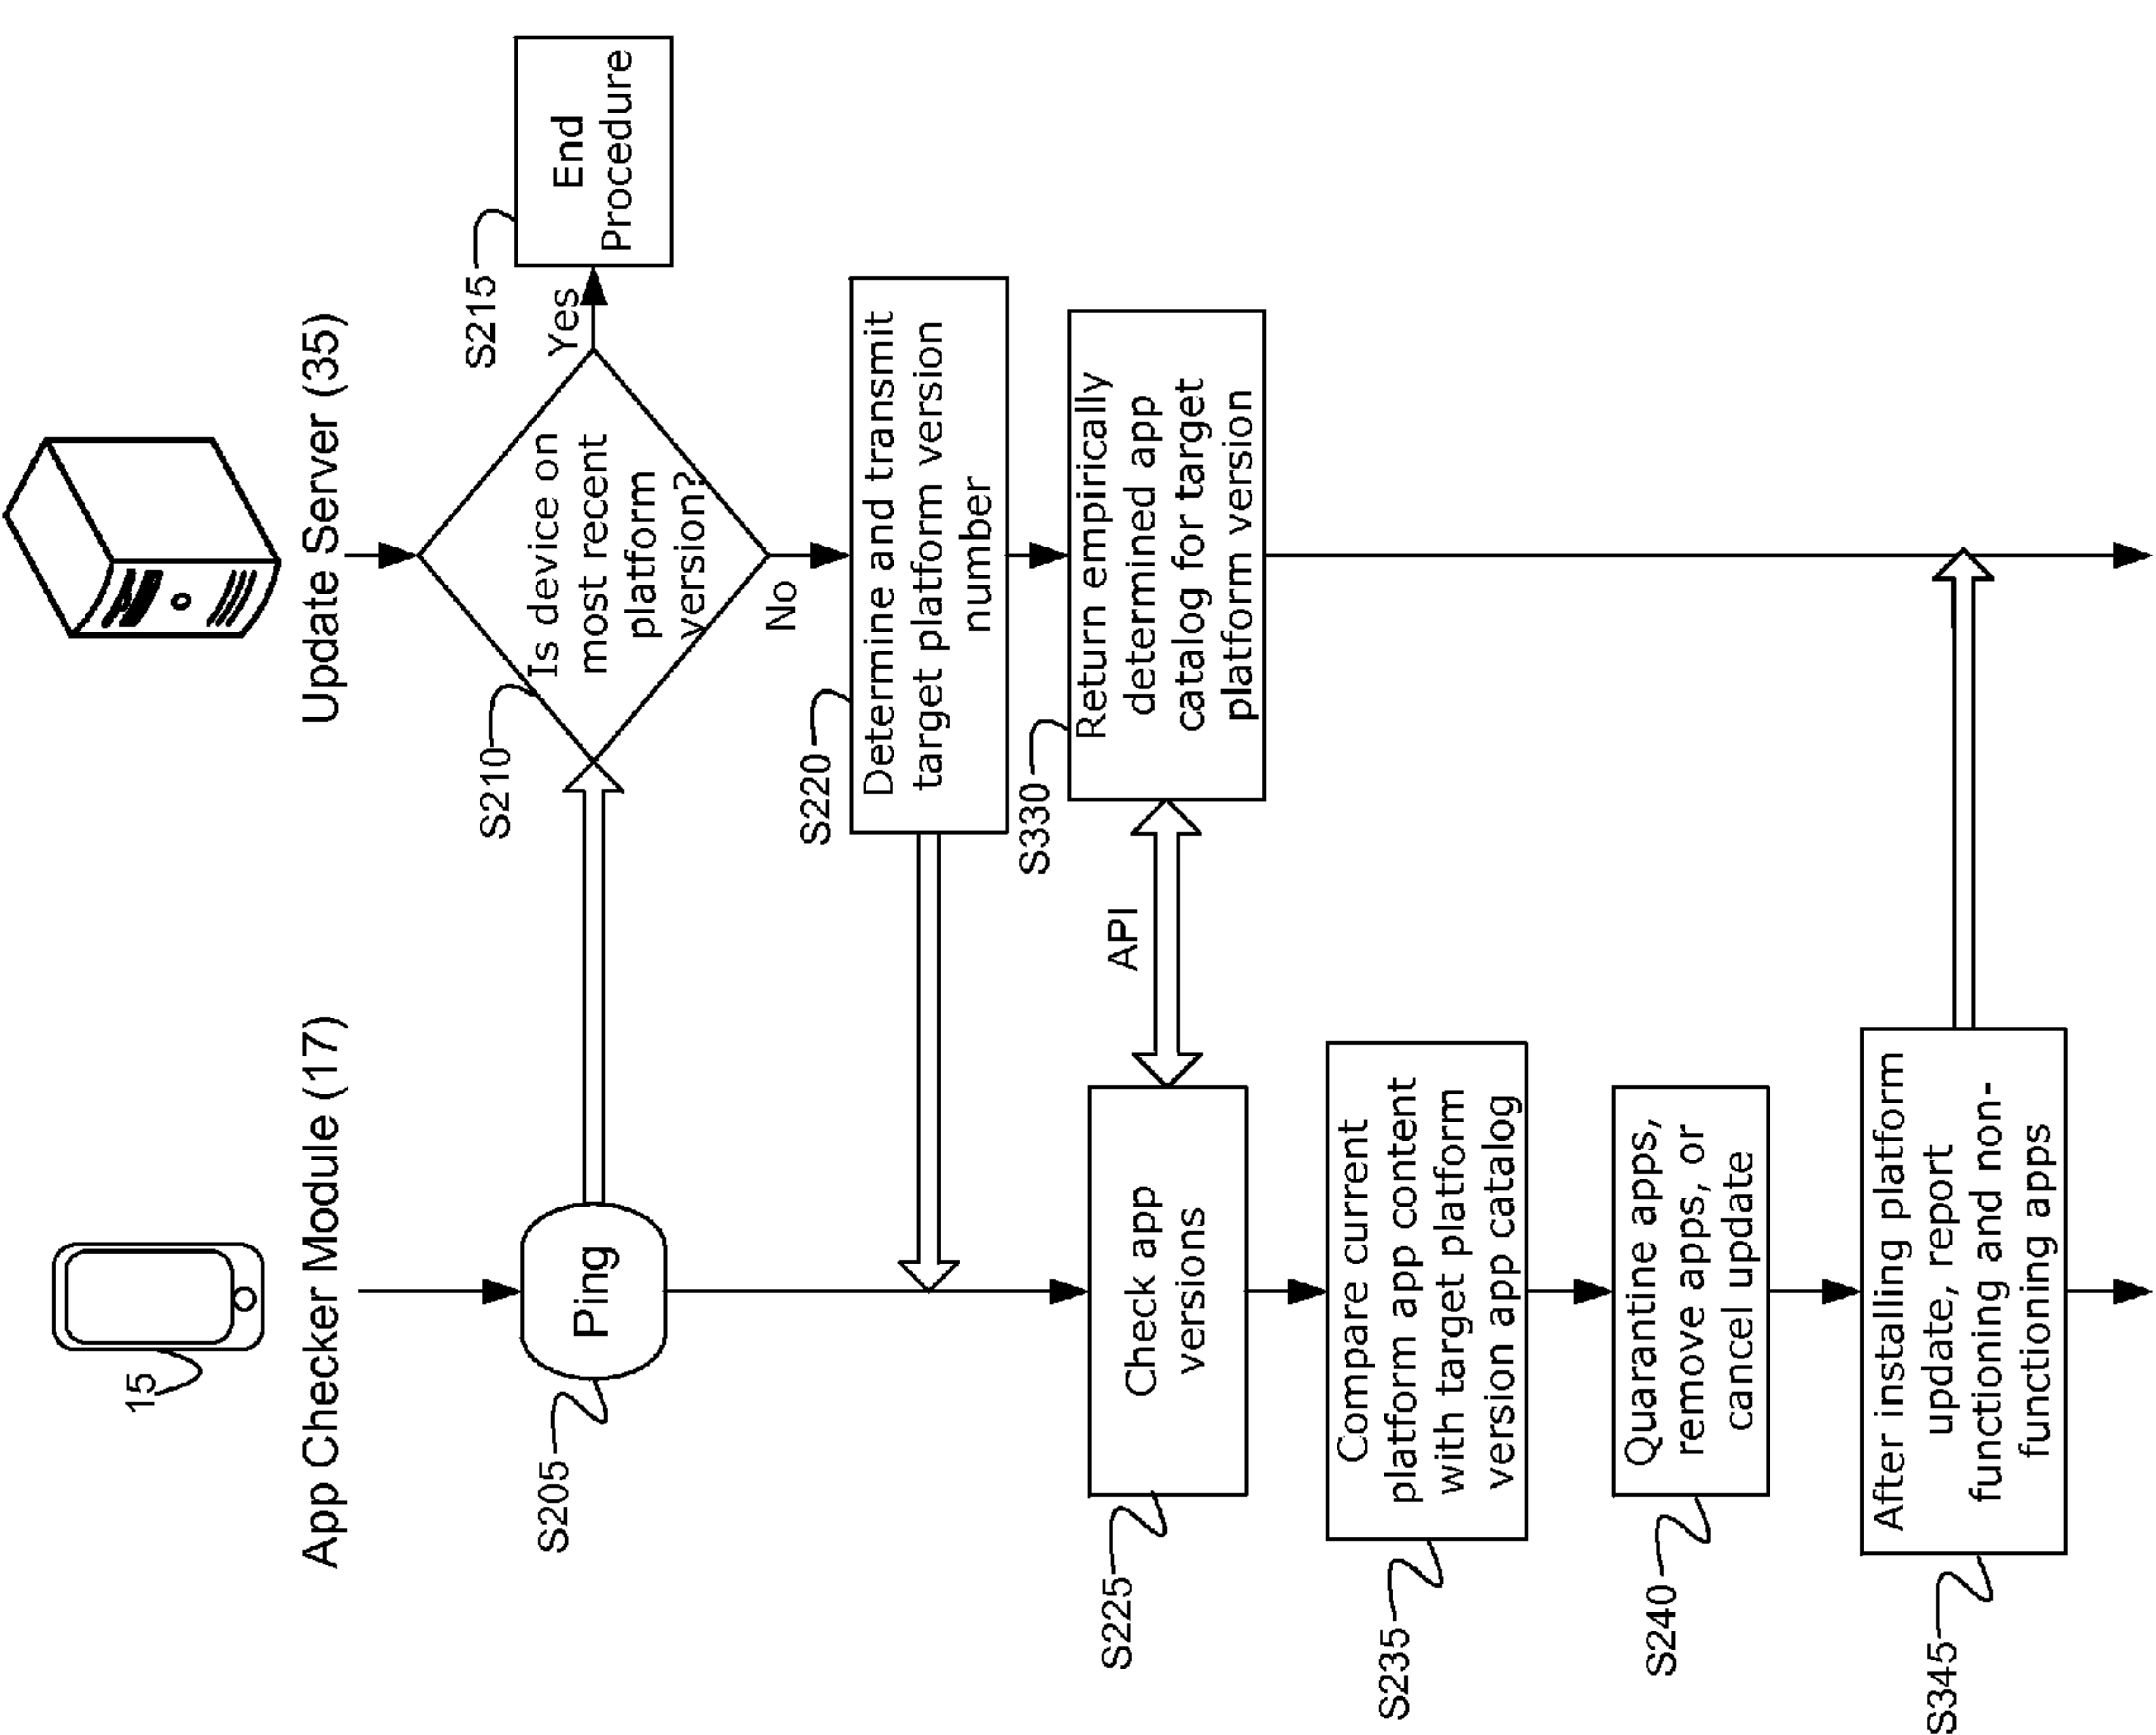 15
App Checker Module (17)
Update Server (35)
S205
Ping
S210
Is device on
most recent
platform
version?
Yes
No
S215
End
Procedure
S220
Determine and transmit
target platform version
number
S225
Check app
versions
API
S330
Return empirically
determined app
catalog for target
platform version
S235
Compare current
platform app content
with target platform
version app catalog
S240
Quarantine apps,
remove apps, or
cancel update
S345
After installing platform
update, report
functioning and non-
functioning apps